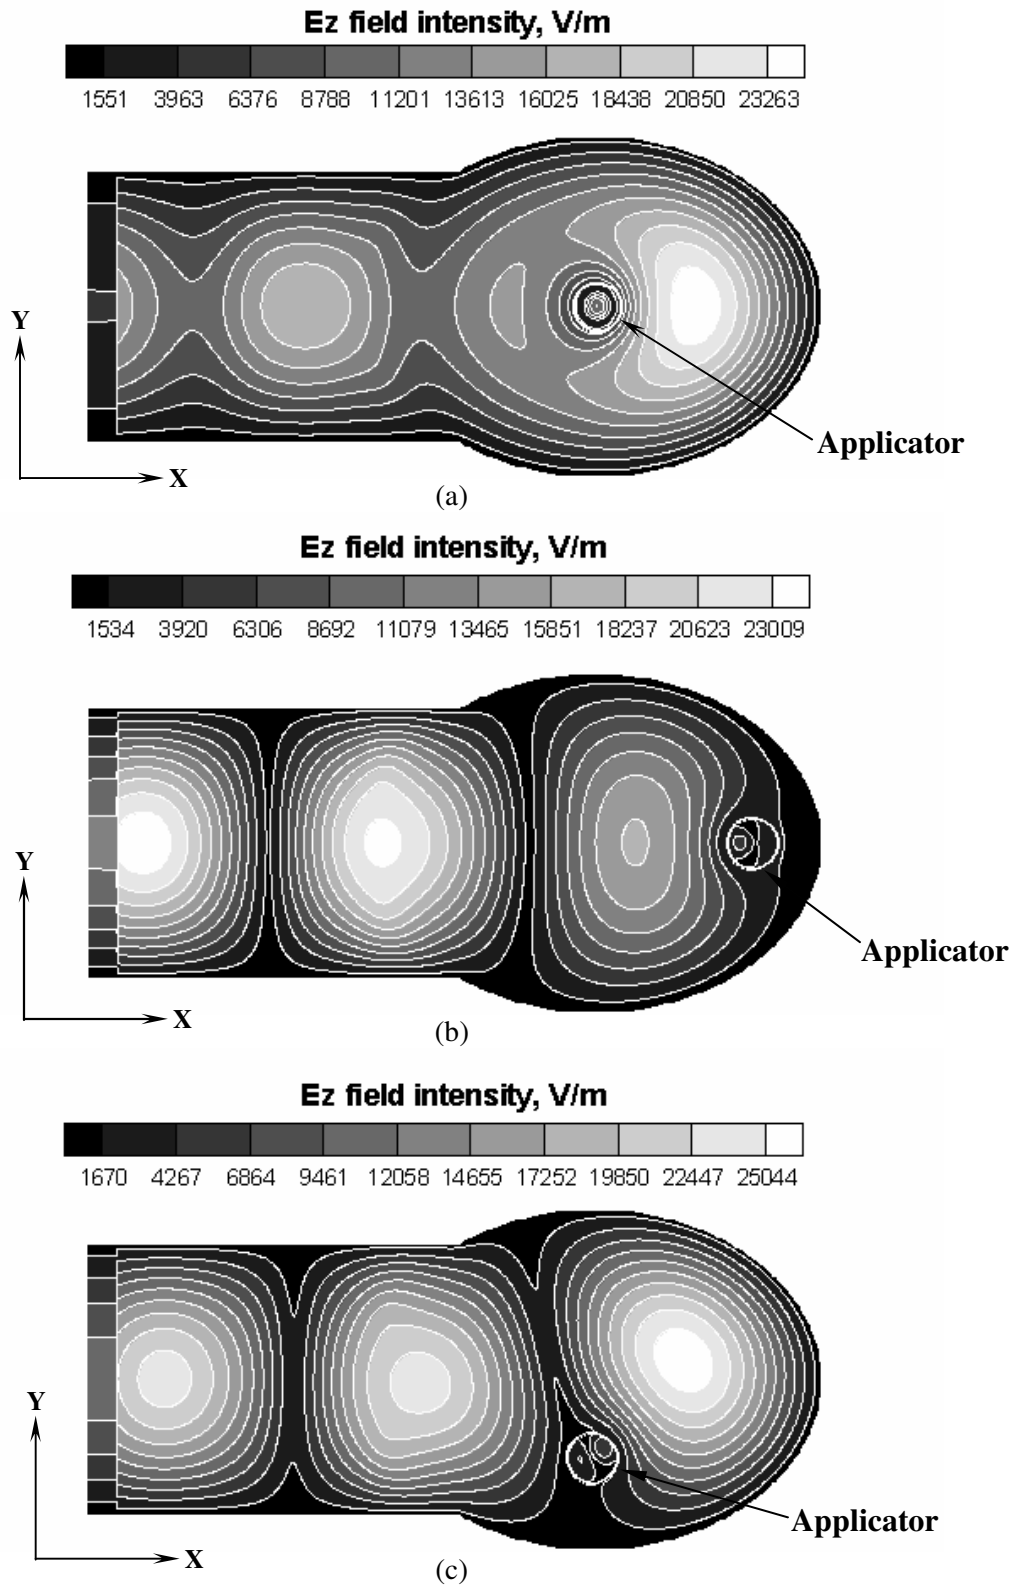 Ez field intensity, V/m
1551 3963 6376 8788 11201 13613 16025 18438 20850 23263
Y
Applicator
X
(a)
Ez field intensity, V/m
1534 3920 6306 8692 11079 13465 15851 18237 20623 23009
Y
Applicator
X
(b)
Ez field intensity, V/m
1670 4267 6864 9461 12058 14655 17252 19850 22447 25044
Y
Applicator
X
(c)